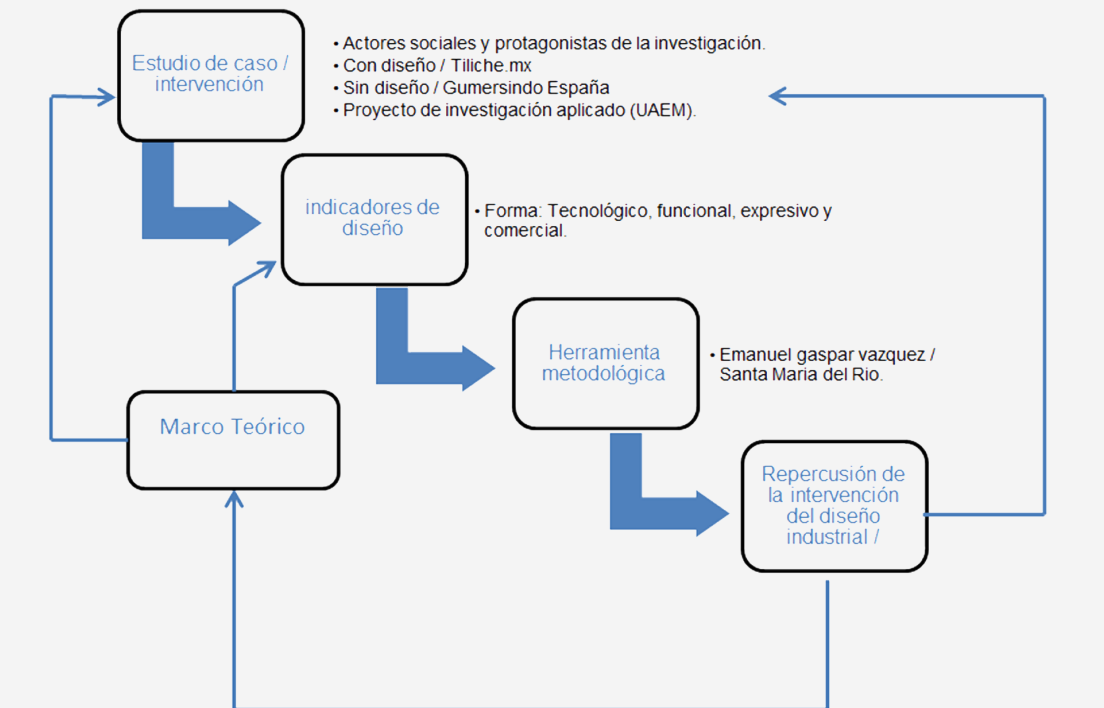 Estudio de caso /
intervención
• Actores sociales y protagonistas de la investigación.
• Con diseño / Tiliche.mx
• Sin diseño / Gumersindo España
• Proyecto de investigación aplicado (UAEM).
indicadores de
diseño
• Forma: Tecnológico, funcional, expresivo y
comercial.
Herramienta
metodológica
• Emanuel gaspar vazquez /
Santa Maria del Rio.
Marco Teórico
Repercusión de
la intervención
del diseño
industrial /